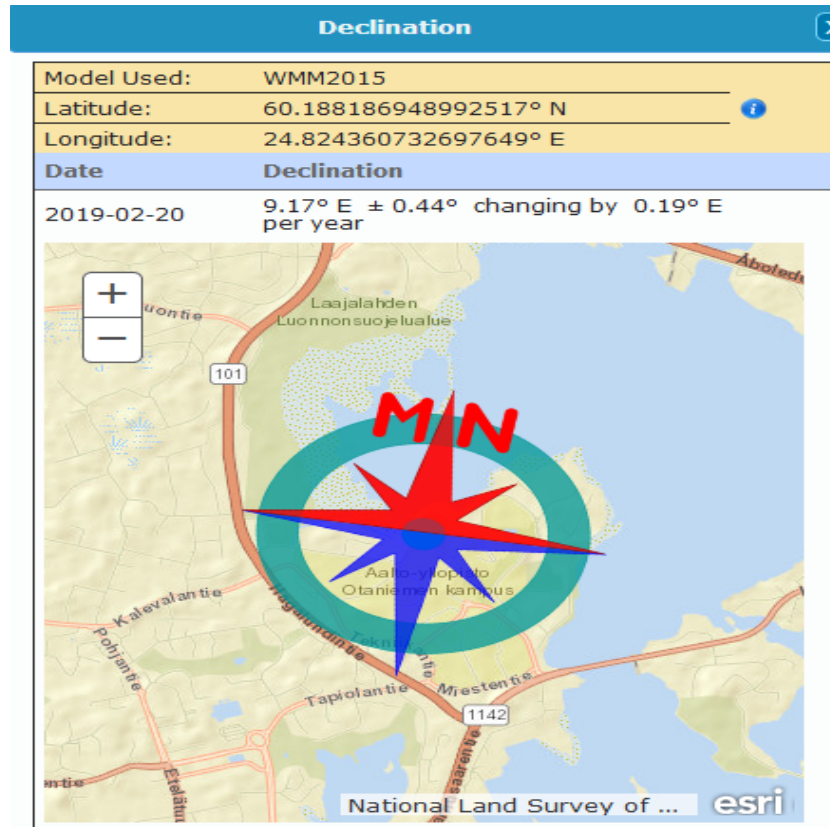 Declination
Model Used: WMM2015
Latitude: 60.188186948992517° N
Longitude: 24.824360732697649° E
Date Declination
2019-02-20 9.17° E ± 0.44° changing by 0.19° E
per year
+
−
Laajalahden
Luonnonsuojelualue
101
M N
Aalto-yliopisto
Otaniemen kampus
Kalevalantie
Hagalundintie
Pohjantie
Tapiolantie
Miestentie
1142
National Land Survey of ...
esri